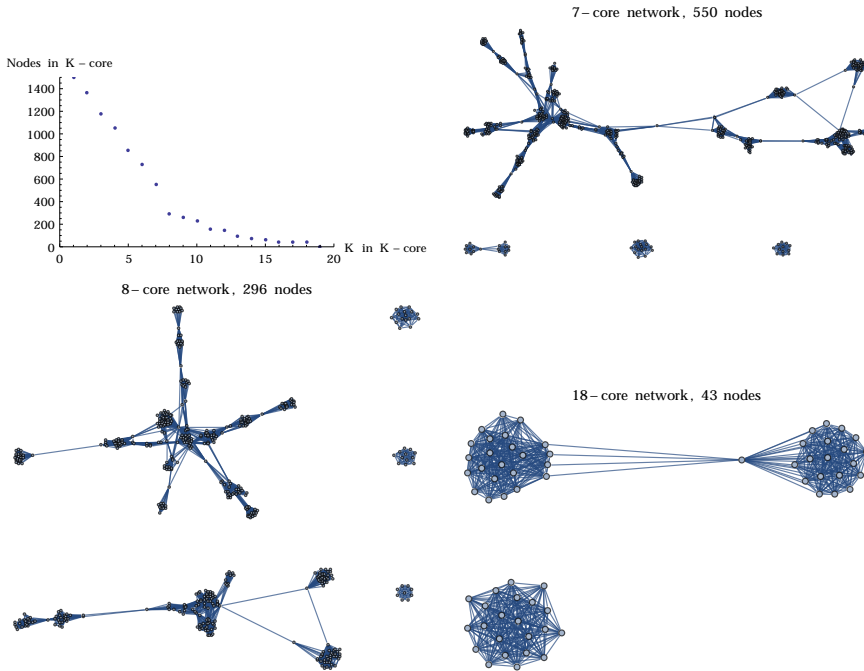 7-core network, 550 nodes
Nodes in K-core
1400
1200
1000
800
600
400
200
0
0 5 10 15 20
K in K-core
8-core network, 296 nodes
18-core network, 43 nodes